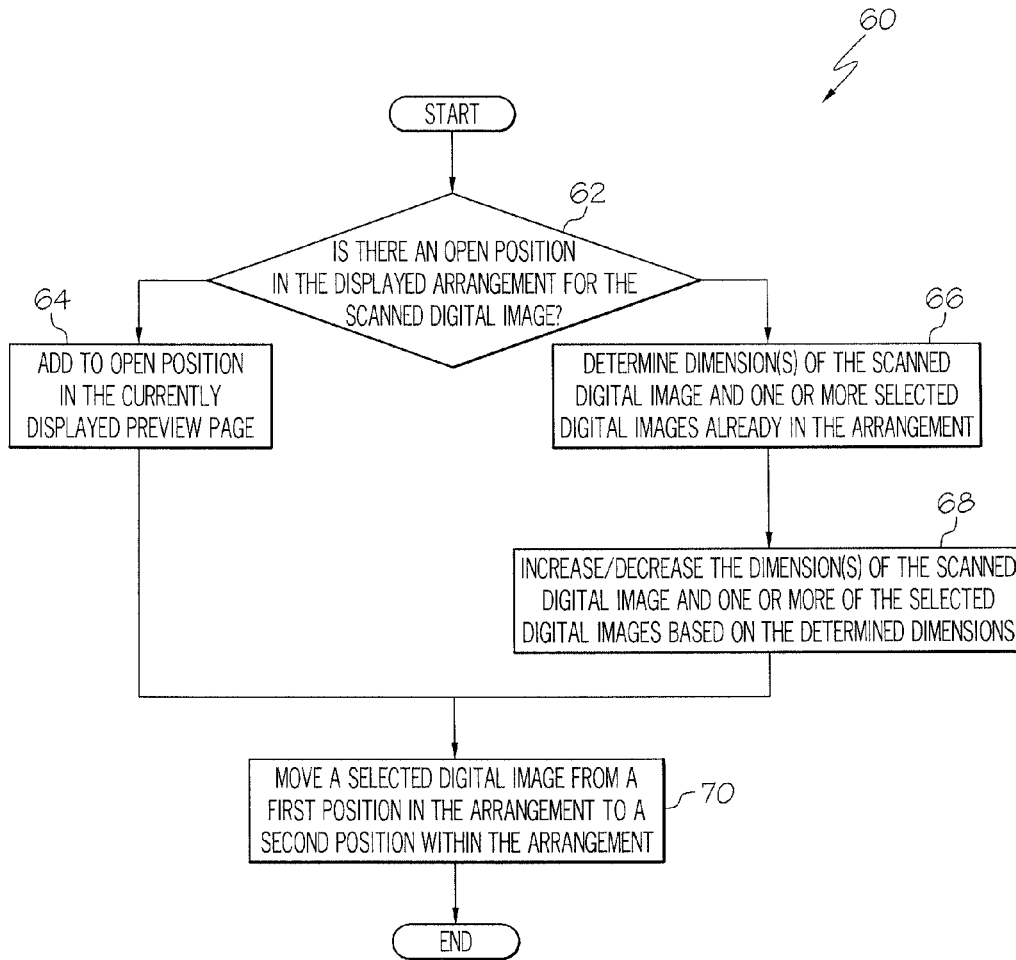 60
START
62
IS THERE AN OPEN POSITION
IN THE DISPLAYED ARRANGEMENT FOR THE
SCANNED DIGITAL IMAGE?
64
ADD TO OPEN POSITION
IN THE CURRENTLY
DISPLAYED PREVIEW PAGE
66
DETERMINE DIMENSION(S) OF THE SCANNED
DIGITAL IMAGE AND ONE OR MORE SELECTED
DIGITAL IMAGES ALREADY IN THE ARRANGEMENT
68
INCREASE/DECREASE THE DIMENSION(S) OF THE SCANNED
DIGITAL IMAGE AND ONE OR MORE OF THE SELECTED
DIGITAL IMAGES BASED ON THE DETERMINED DIMENSIONS
MOVE A SELECTED DIGITAL IMAGE FROM A
FIRST POSITION IN THE ARRANGEMENT TO A
SECOND POSITION WITHIN THE ARRANGEMENT
70
END